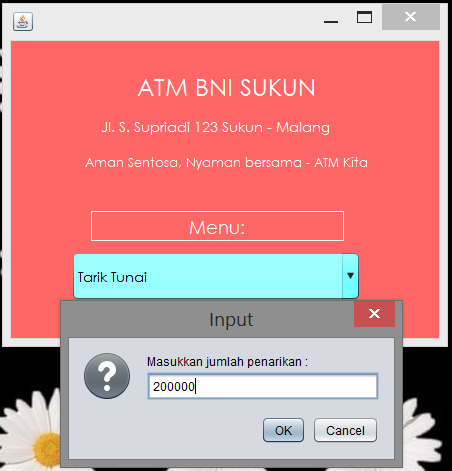 ATM BNI SUKUN
Jl. S. Supriadi 123 Sukun - Malang
Aman Sentosa, Nyaman bersama - ATM Kita
Menu:
Tarik Tunai
Input
Masukkan jumlah penarikan :
200000
OK Cancel